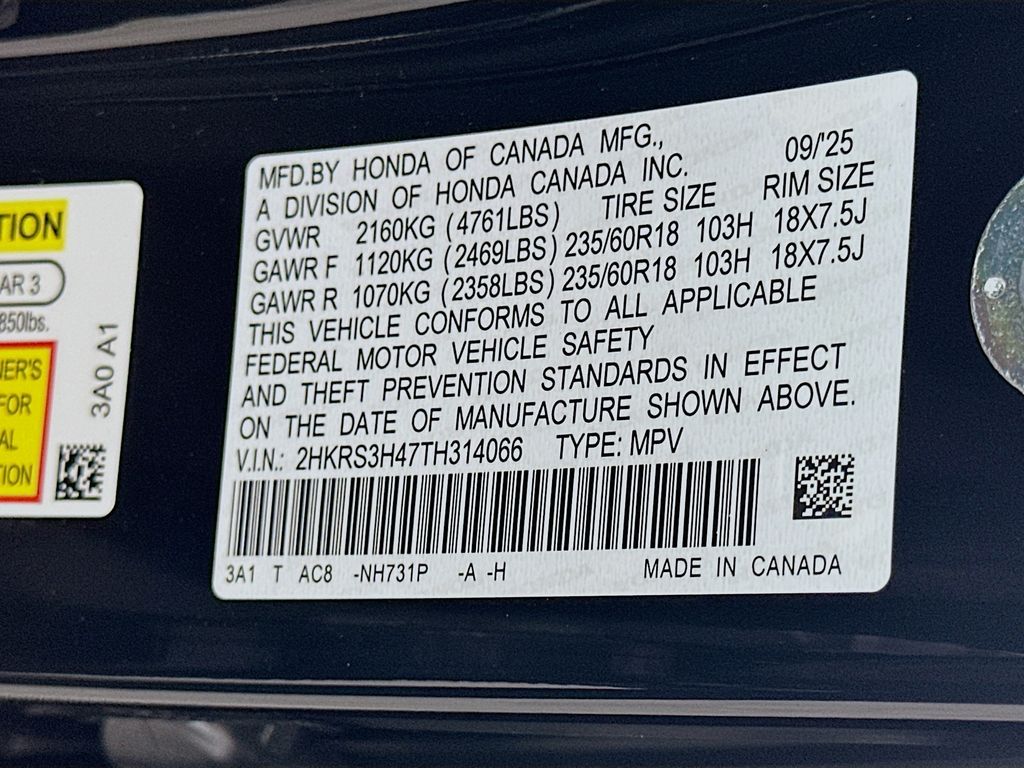 TION
AR 3
850lbs.
NER'S
FOR
AL
TION
3A0 A1
MFD.BY HONDA OF CANADA MFG., 09/'25
A DIVISION OF HONDA CANADA INC.
TIRE SIZE RIM SIZE
GVWR 2160KG (4761LBS)
GAWR F 1120KG (2469LBS) 235/60R18 103H 18X7.5J
GAWR R 1070KG (2358LBS) 235/60R18 103H 18X7.5J
THIS VEHICLE CONFORMS TO ALL APPLICABLE
FEDERAL MOTOR VEHICLE SAFETY
AND THEFT PREVENTION STANDARDS IN EFFECT
ON THE DATE OF MANUFACTURE SHOWN ABOVE.
V.I.N.: 2HKRS3H47TH314066 TYPE: MPV
3A1 T AC8 -NH731P -A -H MADE IN CANADA